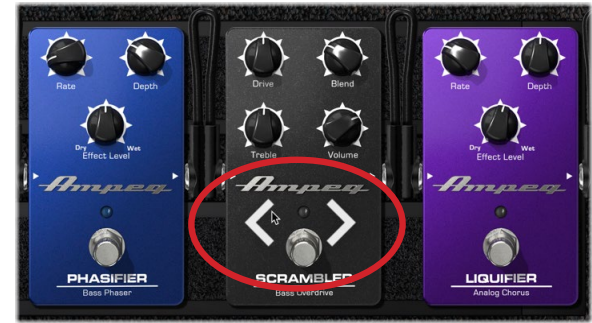 Rate
Depth
Dry
Wet
Effect Level
Ampeg
PHASIFIER
Bass Phaser
Drive
Blend
Treble
Volume
Ampeg
SCRAMBLER
Bass Overdrive
Rate
Depth
Dry
Wet
Effect Level
Ampeg
LIQUIFIER
Analog Chorus